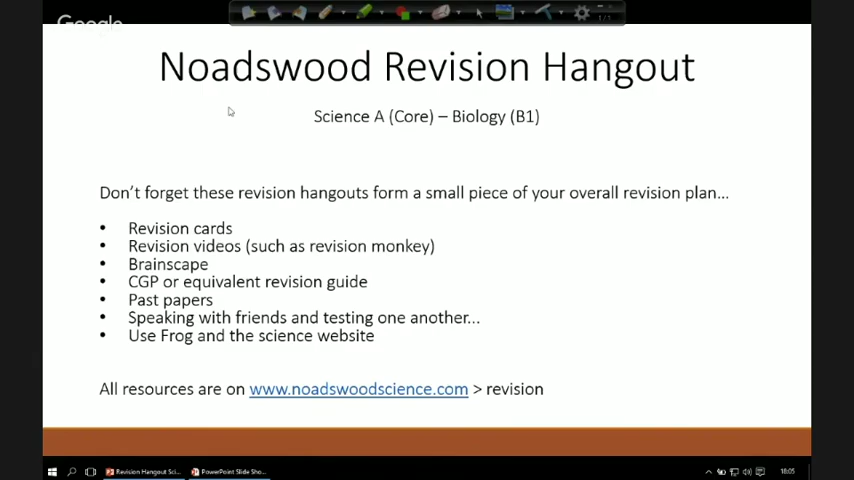 Google
Noadswood Revision Hangout
Science A (Core) – Biology (B1)
Don't forget these revision hangouts form a small piece of your overall revision plan...
• Revision cards
• Revision videos (such as revision monkey)
• Brainscape
• CGP or equivalent revision guide
• Past papers
• Speaking with friends and testing one another...
• Use Frog and the science website
All resources are on www.noadswoodscience.com > revision
Revision Hangout Sci...
PowerPoint Slide Sho...
18:05